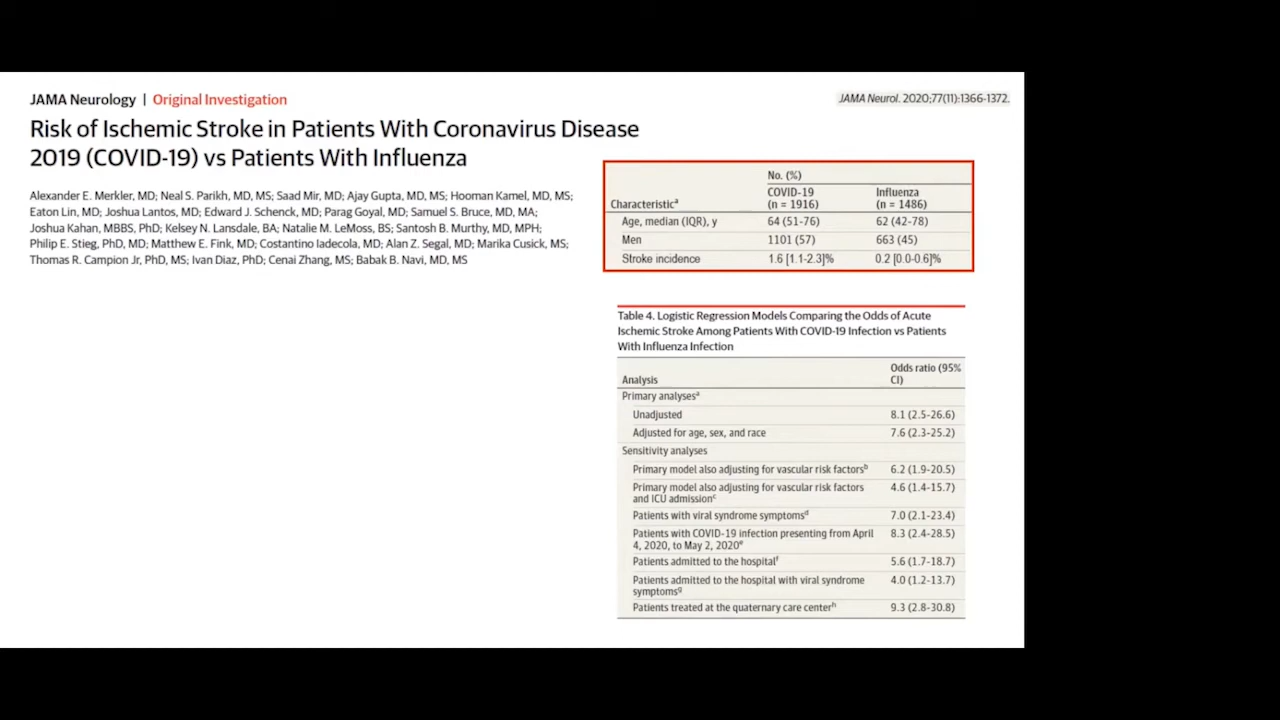 JAMA Neurology | Original Investigation
JAMA Neurol. 2020;77(11):1366-1372.
Risk of Ischemic Stroke in Patients With Coronavirus Disease
2019 (COVID-19) vs Patients With Influenza
Alexander E. Merkler, MD; Neal S. Parikh, MD, MS; Saad Mir, MD; Ajay Gupta, MD, MS; Hooman Kamel, MD, MS;
Eaton Lin, MD; Joshua Lantos, MD; Edward J. Schenck, MD; Parag Goyal, MD; Samuel S. Bruce, MD, MA;
Joshua Kahan, MBBS, PhD; Kelsey N. Lansdale, BA; Natalie M. LeMoss, BS; Santosh B. Murthy, MD, MPH;
Philip E. Stieg, PhD, MD; Matthew E. Fink, MD; Costantino Iadecola, MD; Alan Z. Segal, MD; Marika Cusick, MS;
Thomas R. Campion Jr, PhD, MS; Ivan Diaz, PhD; Cenai Zhang, MS; Babak B. Navi, MD, MS
No. (%)
COVID-19 Influenza
Characteristicᵃ (n = 1916) (n = 1486)
Age, median (IQR), y 64 (51-76) 62 (42-78)
Men 1101 (57) 663 (45)
Stroke incidence 1.6 [1.1-2.3]% 0.2 [0.0-0.6]%
Table 4. Logistic Regression Models Comparing the Odds of Acute
Ischemic Stroke Among Patients With COVID-19 Infection vs Patients
With Influenza Infection
Odds ratio (95%
Analysis CI)
Primary analysesᵃ
Unadjusted 8.1 (2.5-26.6)
Adjusted for age, sex, and race 7.6 (2.3-25.2)
Sensitivity analyses
Primary model also adjusting for vascular risk factorsᵇ 6.2 (1.9-20.5)
Primary model also adjusting for vascular risk factors 4.6 (1.4-15.7)
and ICU admissionᶜ
Patients with viral syndrome symptomsᵈ 7.0 (2.1-23.4)
Patients with COVID-19 infection presenting from April 8.3 (2.4-28.5)
4, 2020, to May 2, 2020ᵉ
Patients admitted to the hospitalᶠ 5.6 (1.7-18.7)
Patients admitted to the hospital with viral syndrome 4.0 (1.2-13.7)
symptomsᵍ
Patients treated at the quaternary care centerʰ 9.3 (2.8-30.8)